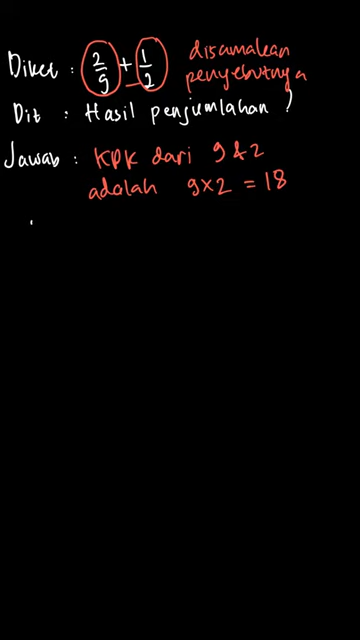 Diket : 2/9 + 1/2 disamakan penyebutnya
Dit : Hasil penjumlahan ?
Jawab : KPK dari 9 & 2
adalah 9 x 2 = 18